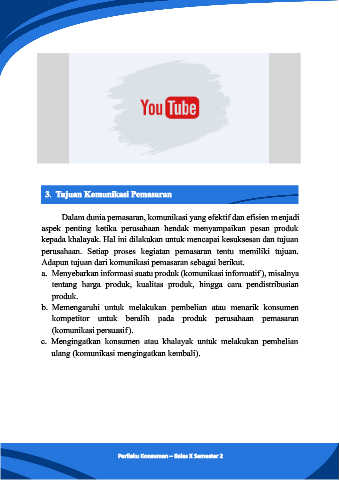 YouTube
3. Tujuan Komunikasi Pemasaran
Dalam dunia pemasaran, komunikasi yang efektif dan efisien menjadi
aspek penting ketika perusahaan hendak menyampaikan pesan produk
kepada khalayak. Hal ini dilakukan untuk mencapai kesuksesan dan tujuan
perusahaan. Setiap proses kegiatan pemasaran tentu memiliki tujuan.
Adapun tujuan dari komunikasi pemasaran sebagai berikut.
a. Menyebarkan informasi suatu produk (komunikasi informatif), misalnya
tentang harga produk, kualitas produk, hingga cara pendistribusian
produk.
b. Memengaruhi untuk melakukan pembelian atau menarik konsumen
kompetitor untuk beralih pada produk perusahaan pemasaran
(komunikasi persuasif).
c. Mengingatkan konsumen atau khalayak untuk melakukan pembelian
ulang (komunikasi mengingatkan kembali).
Perilaku Konsumen – Kelas X Semester 2